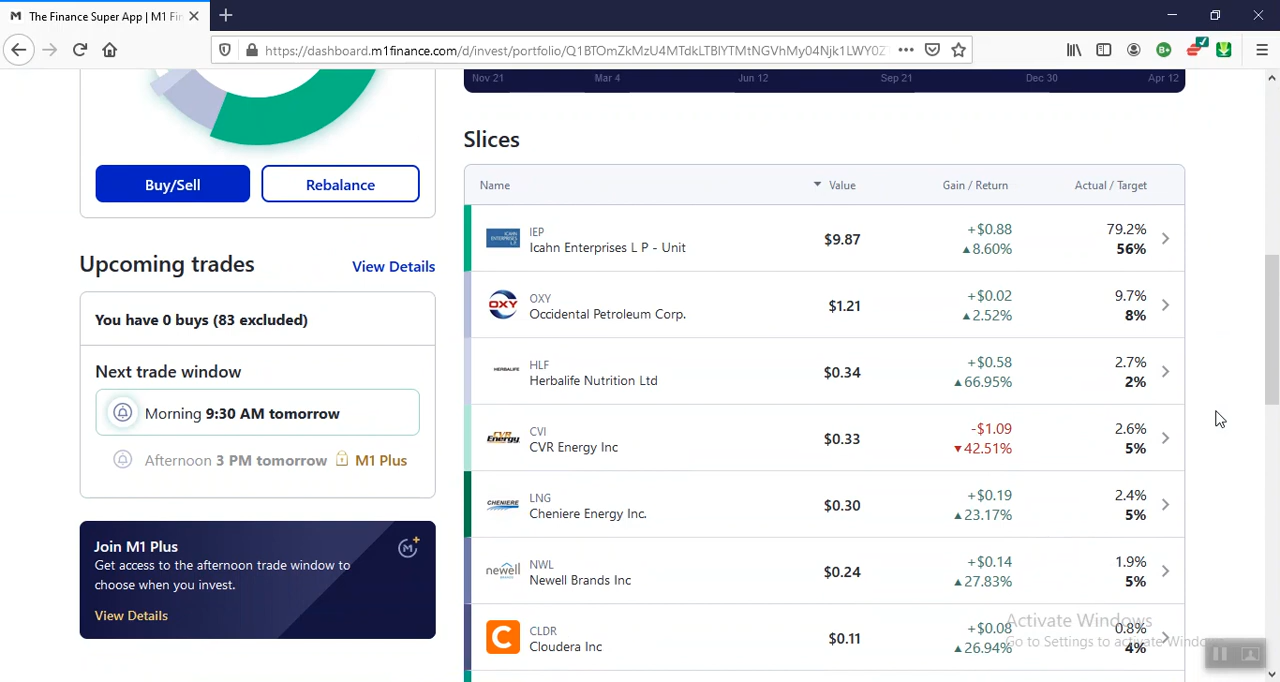 The Finance Super App | M1 Fin
https://dashboard.m1finance.com/d/invest/portfolio/
Nov 21 Mar 4 Jun 12 Sep 21 Dec 30 Apr 12
Buy/Sell Rebalance
Upcoming trades View Details
You have 0 buys (83 excluded)
Next trade window
Morning 9:30 AM tomorrow
Afternoon 3 PM tomorrow M1 Plus
Join M1 Plus
Get access to the afternoon trade window to
choose when you invest.
View Details
Slices
Name Value Gain / Return Actual / Target
IEP +$0.88 79.2%
Icahn Enterprises L P - Unit $9.87 ▲8.60% 56%
OXY +$0.02 9.7%
Occidental Petroleum Corp. $1.21 ▲2.52% 8%
HERBALIFE HLF +$0.58 2.7%
Herbalife Nutrition Ltd $0.34 ▲66.95% 2%
CVR Energy CVI -$1.09 2.6%
CVR Energy Inc $0.33 ▼42.51% 5%
CHENIERE LNG +$0.19 2.4%
Cheniere Energy Inc. $0.30 ▲23.17% 5%
newell NWL +$0.14 1.9%
Newell Brands Inc $0.24 ▲27.83% 5%
C CLDR +$0.08 0.8%
Cloudera Inc $0.11 ▲26.94% 4%
Activate Windows
Go to Settings to activate Windows